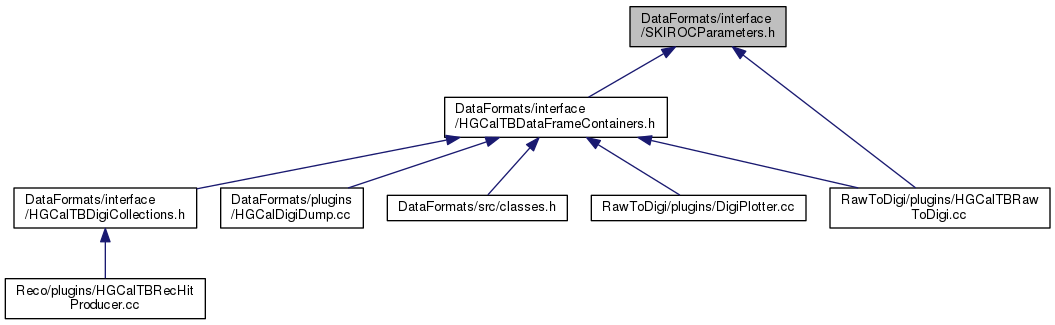 DataFormats/interface
/SKIROCParameters.h
DataFormats/interface
/HGCalTBDataFrameContainers.h
DataFormats/interface
/HGCalTBDigiCollections.h
DataFormats/plugins
/HGCalDigiDump.cc
DataFormats/src/classes.h
RawToDigi/plugins/DigiPlotter.cc
RawToDigi/plugins/HGCalTBRaw
ToDigi.cc
Reco/plugins/HGCalTBRecHit
Producer.cc